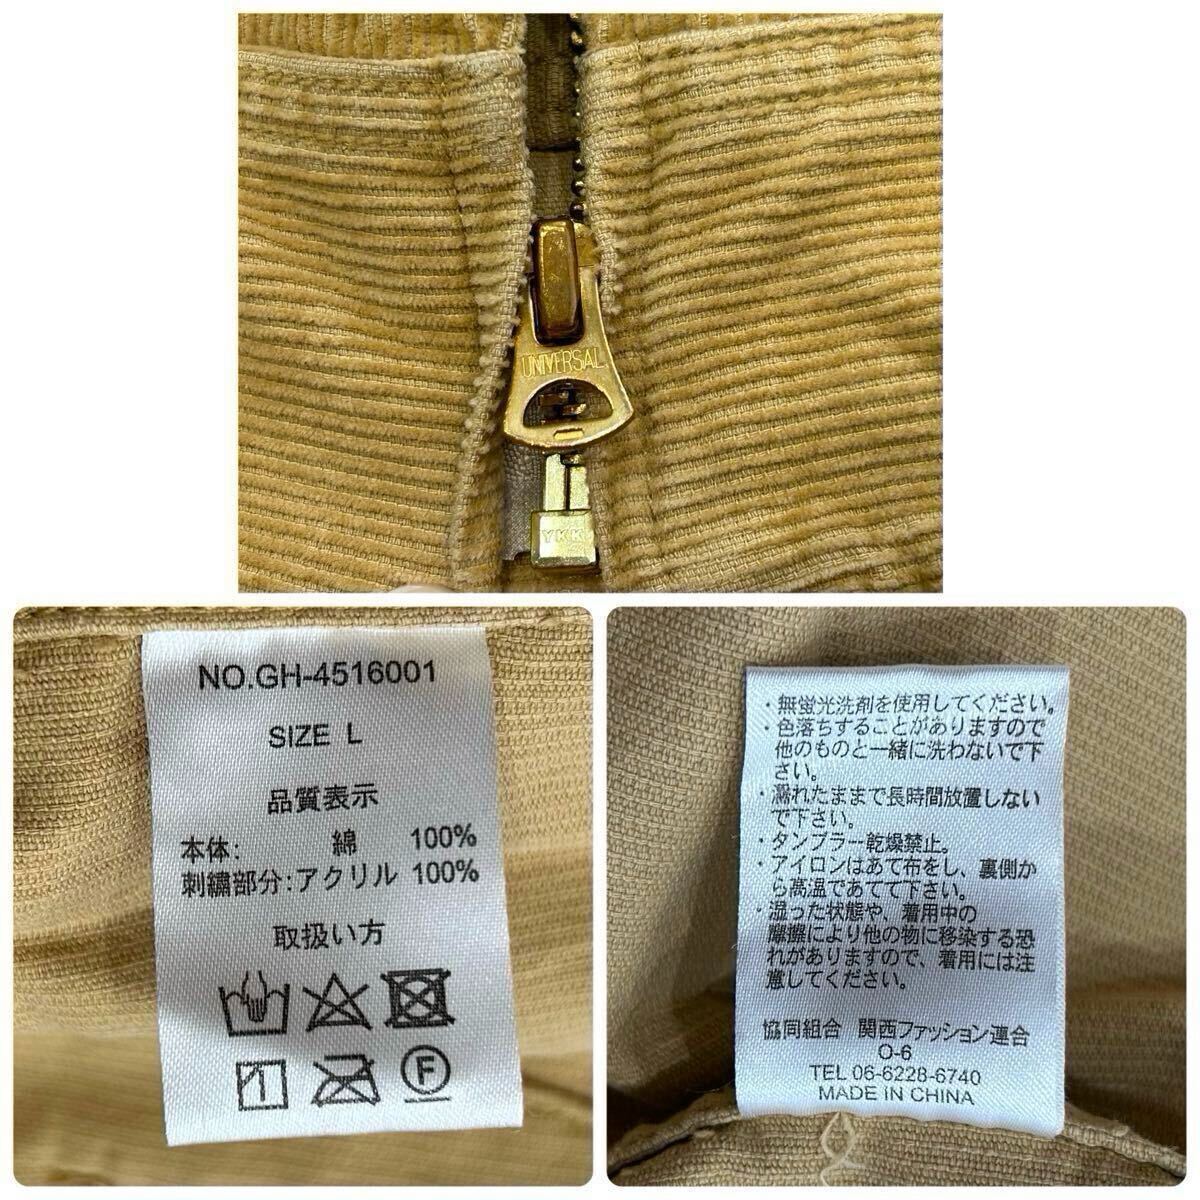 UNIVERSAL
YKK
NO.GH-4516001
SIZE L
品質表示
本体: 綿 100%
刺繍部分:アクリル 100%
取扱い方
F
・無蛍光洗剤を使用してください。
・色落ちすることがありますので
他のものと一緒に洗わないで下
さい。
・濡れたままで長時間放置しない
で下さい。
・タンブラー乾燥禁止。
・アイロンはあて布をし、裏側か
ら高温であてて下さい。
・湿った状態や、着用中の
摩擦により他の物に移染する恐
れがありますので、着用には注
意してください。
協同組合 関西ファッション連合
O-6
TEL 06-6228-6740
MADE IN CHINA